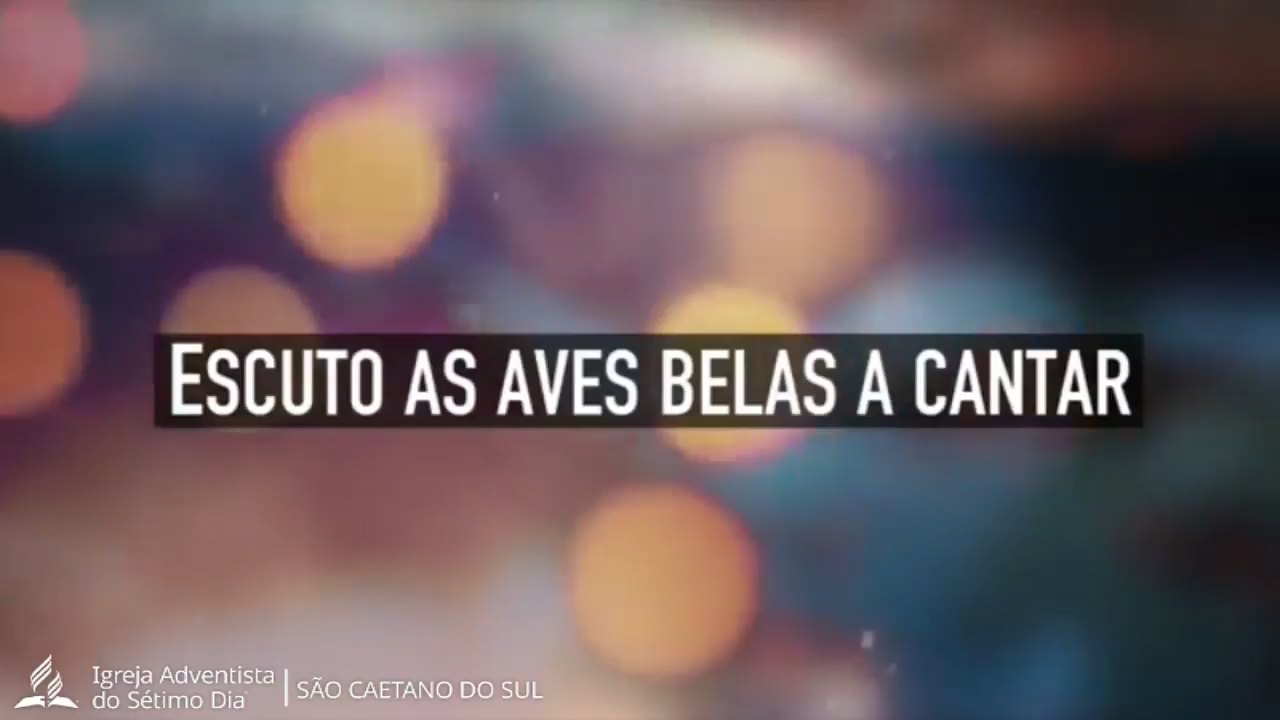 ESCUTO AS AVES BELAS A CANTAR
Igreja Adventista
do Sétimo Dia
SÃO CAETANO DO SUL